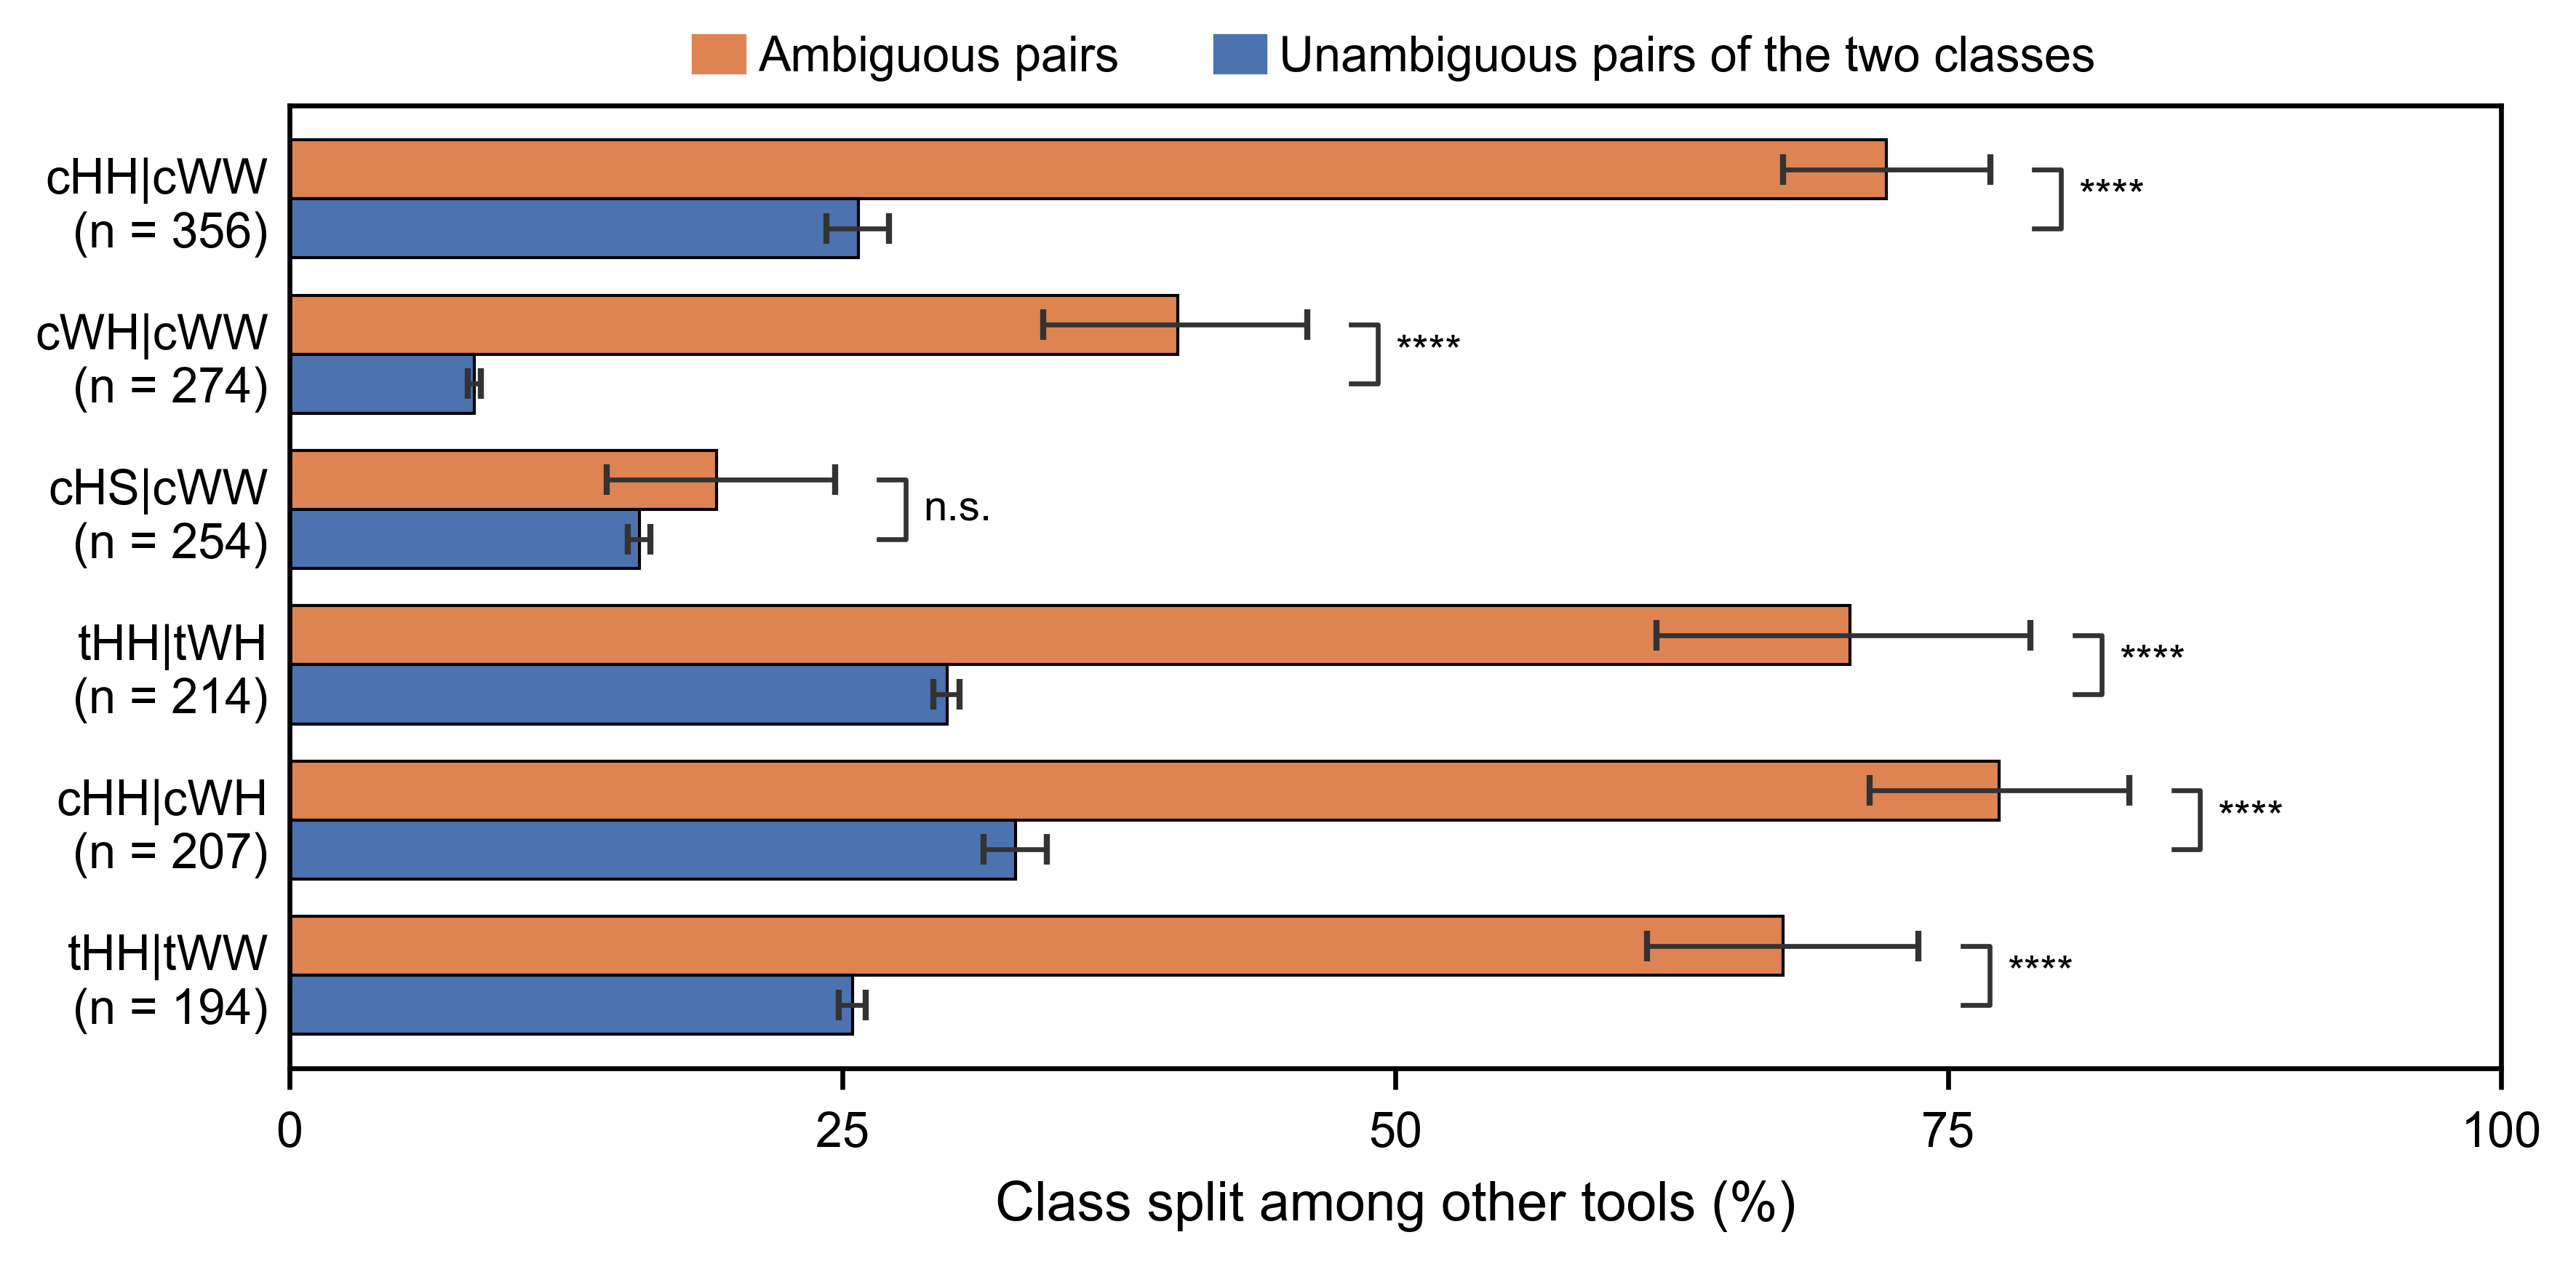 Ambiguous pairs
Unambiguous pairs of the two classes
cHH|cWW
(n = 356)
****
cWH|cWW
(n = 274)
****
cHS|cWW
(n = 254)
n.s.
tHH|tWH
(n = 214)
****
cHH|cWH
(n = 207)
****
tHH|tWW
(n = 194)
****
0
25
50
75
100
Class split among other tools (%)